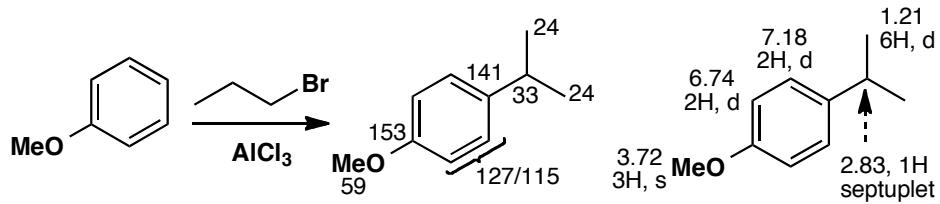 MeO
Br
AlCl3
24
141
33
24
153
MeO
59
127/115
1.21
6H, d
7.18
2H, d
6.74
2H, d
3.72
3H, s
MeO
2.83, 1H
septuplet